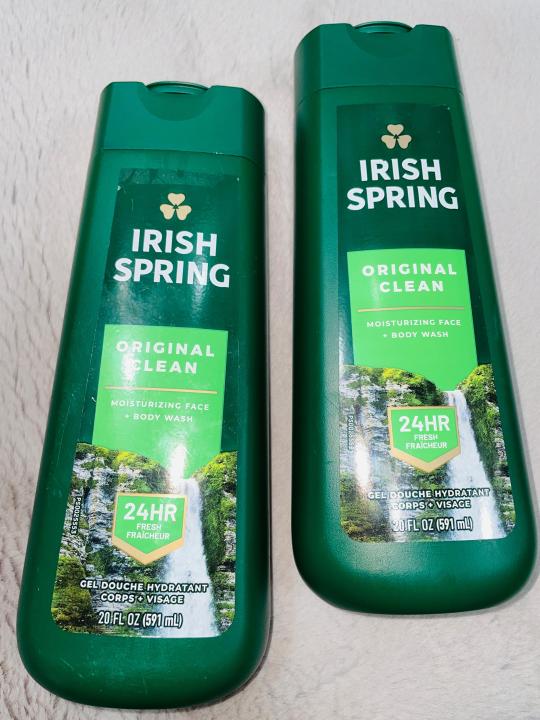 IRISH
SPRING
ORIGINAL
CLEAN
MOISTURIZING FACE
+ BODY WASH
24HR
FRESH
FRAÎCHEUR
GEL DOUCHE HYDRATANT
CORPS + VISAGE
20 FL OZ (591 mL)
IRISH
SPRING
ORIGINAL
CLEAN
MOISTURIZING FACE
+ BODY WASH
24HR
FRESH
FRAÎCHEUR
GEL DOUCHE HYDRATANT
CORPS + VISAGE
20 FL OZ (591 mL)